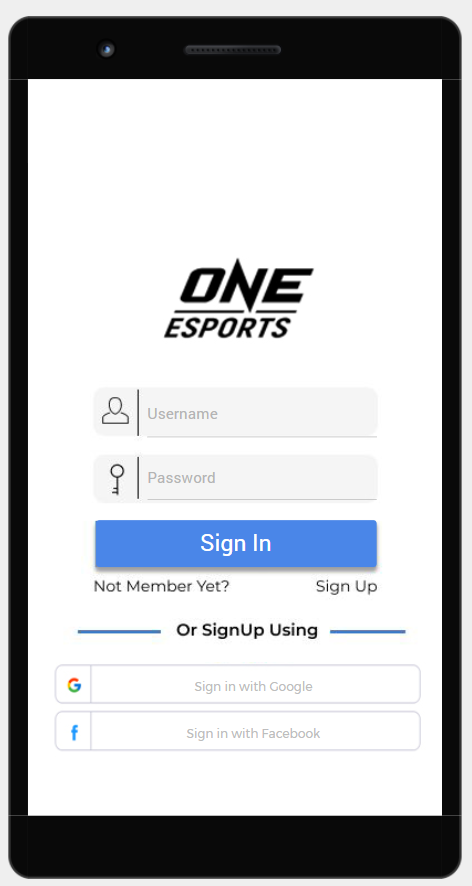 ONE
ESPORTS
Username
Password
Sign In
Not Member Yet? Sign Up
Or SignUp Using
G Sign in with Google
f Sign in with Facebook